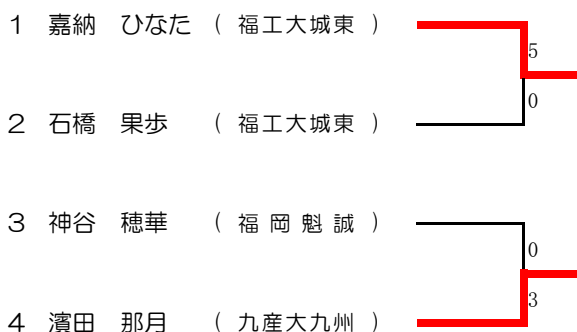 1 嘉納 ひなた ( 福工大城東 )
5
0
2 石橋 果歩 ( 福工大城東 )
3 神谷 穂華 ( 福岡魁誠 )
0
3
4 濱田 那月 ( 九産大九州 )